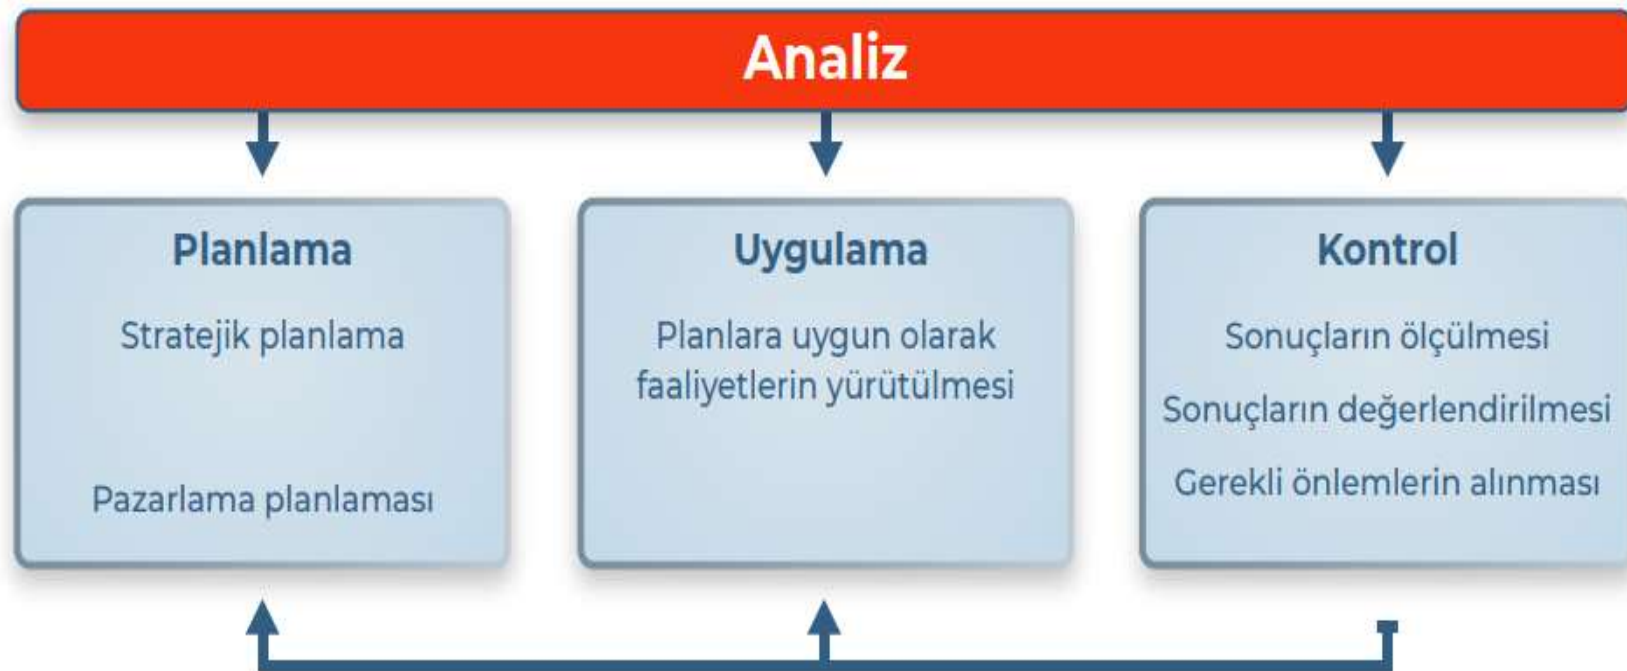 Analiz
Planlama
Stratejik planlama
Pazarlama planlaması
Uygulama
Planlara uygun olarak
faaliyetlerin yürütülmesi
Kontrol
Sonuçların ölçülmesi
Sonuçların değerlendirilmesi
Gerekli önlemlerin alınması